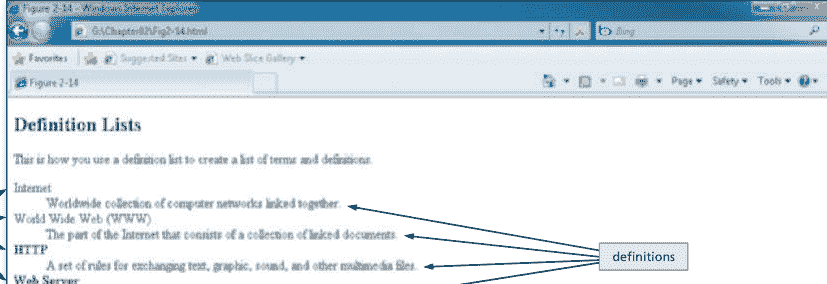 Figure 2-14 - Windows Internet Explorer
G:\Chapter02\Fig2-14.html
Bing
Favorites
Suggested Sites
Web Slice Gallery
Figure 2-14
Page
Safety
Tools
Definition Lists
This is how you use a definition list to create a list of terms and definitions.
Internet
Worldwide collection of computer networks linked together.
World Wide Web (WWW)
The part of the Internet that consists of a collection of linked documents.
definitions
HTTP
A set of rules for exchanging text, graphic, sound, and other multimedia files.
Web Server